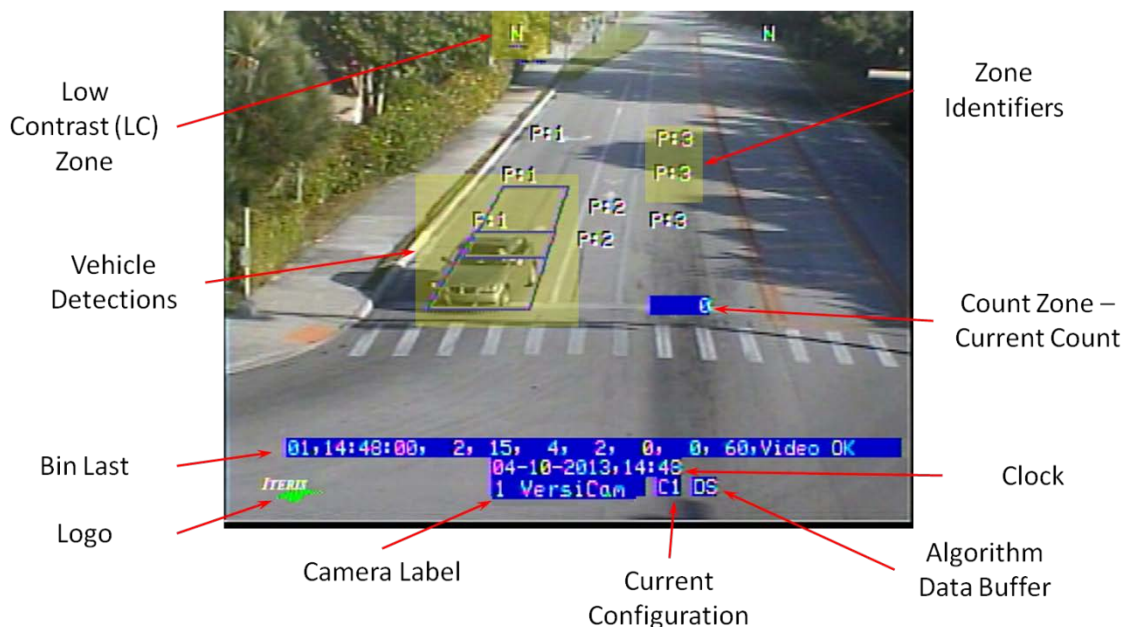 Low
Contrast (LC)
Zone
N
N
Zone
Identifiers
P:1
P:3
P:1
P:3
P:1
P:2
P:3
P:2
Vehicle
Detections
0
Count Zone –
Current Count
01,14:48:00, 2, 15, 4, 2, 0, 0, 60,Video OK
Bin Last
04-10-2013,14:48
Clock
ITERIS
1 VersiCam
C1
DS
Logo
Camera Label
Current
Configuration
Algorithm
Data Buffer